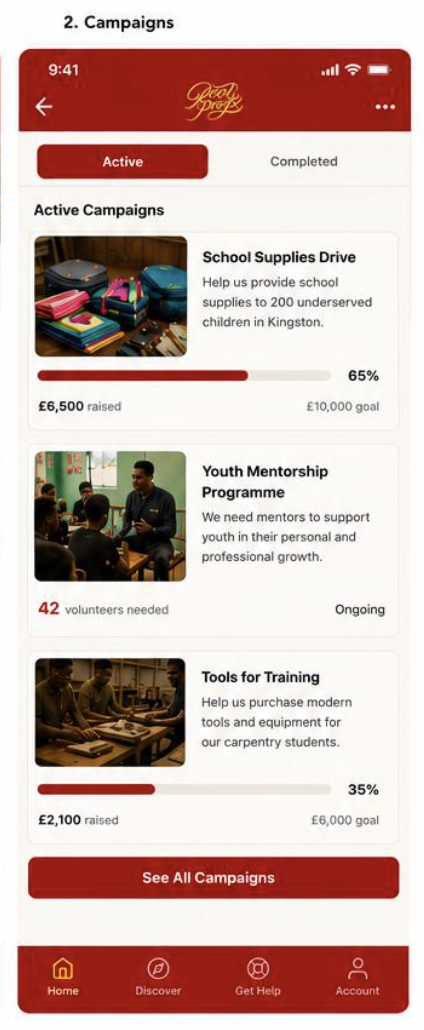 2. Campaigns
9:41
Active
Completed
Active Campaigns
School Supplies Drive
Help us provide school
supplies to 200 underserved
children in Kingston.
65%
£6,500 raised
£10,000 goal
Youth Mentorship
Programme
We need mentors to support
youth in their personal and
professional growth.
42 volunteers needed
Ongoing
Tools for Training
Help us purchase modern
tools and equipment for
our carpentry students.
35%
£2,100 raised
£6,000 goal
See All Campaigns
Home
Discover
Get Help
Account